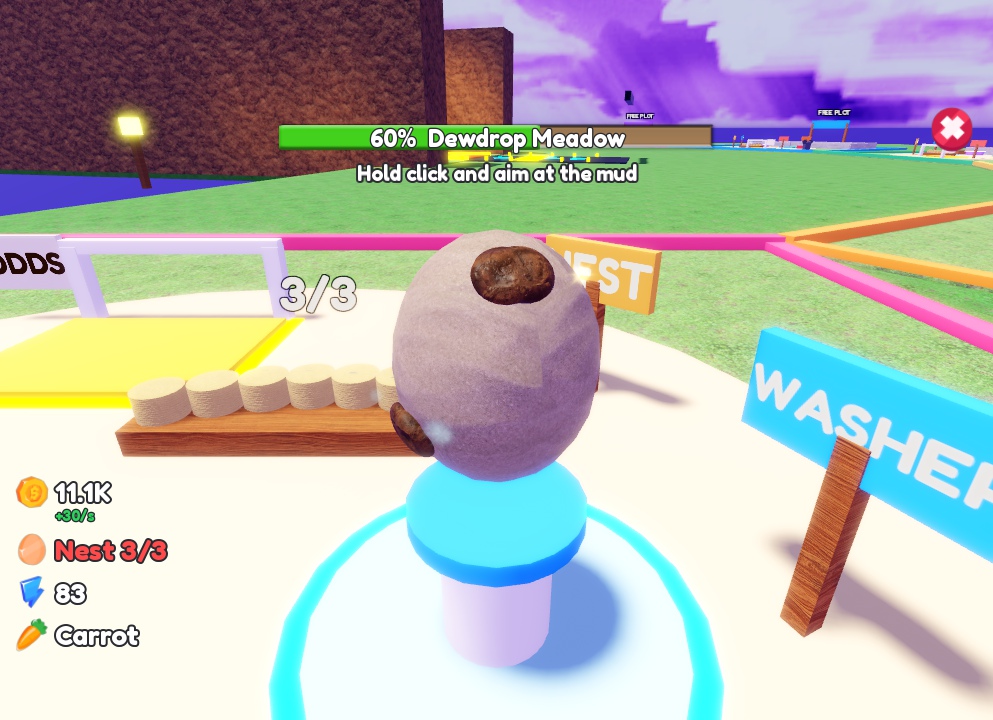 FREE PLOT
FREE PLOT
60% Dewdrop Meadow
Hold click and aim at the mud
ODDS
3/3
NEST
WASHER
11.1K
+30/s
Nest 3/3
83
Carrot